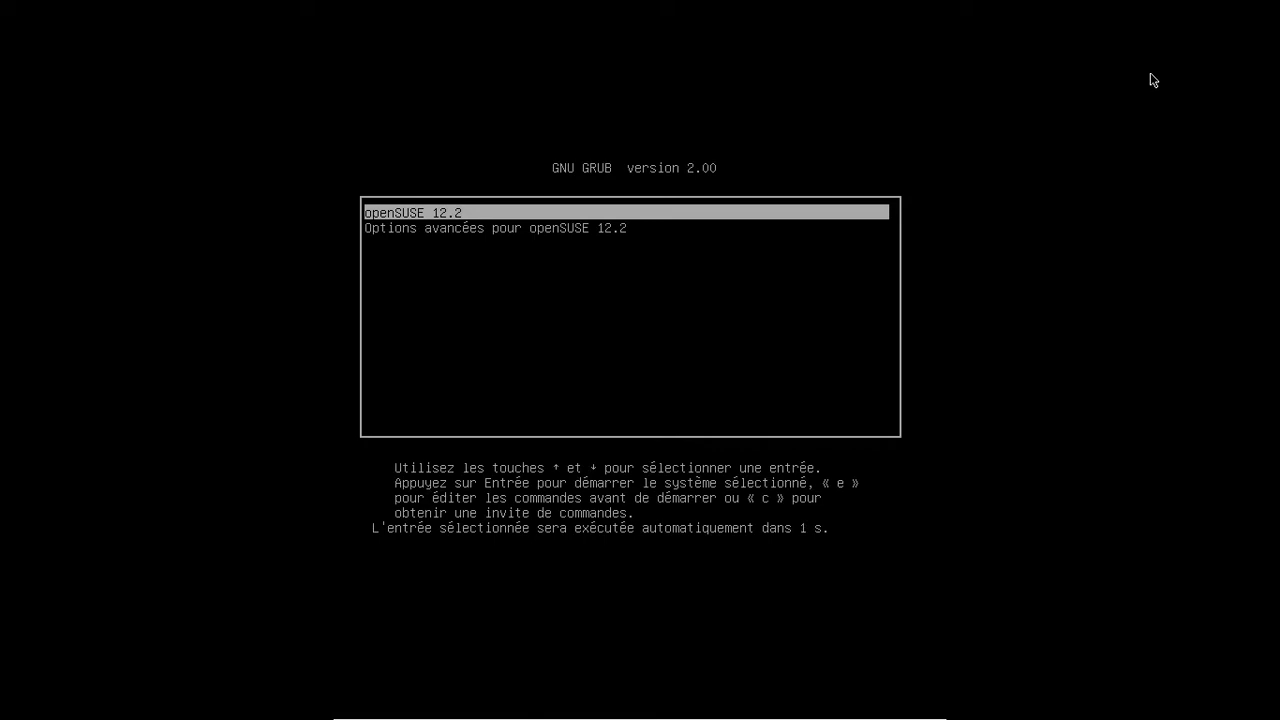 GNU GRUB  version 2.00
openSUSE 12.2
Options avancées pour openSUSE 12.2
Utilisez les touches ↑ et ↓ pour sélectionner une entrée.
Appuyez sur Entrée pour démarrer le système sélectionné, « e »
pour éditer les commandes avant de démarrer ou « c » pour
obtenir une invite de commandes.
L'entrée sélectionnée sera exécutée automatiquement dans 1 s.